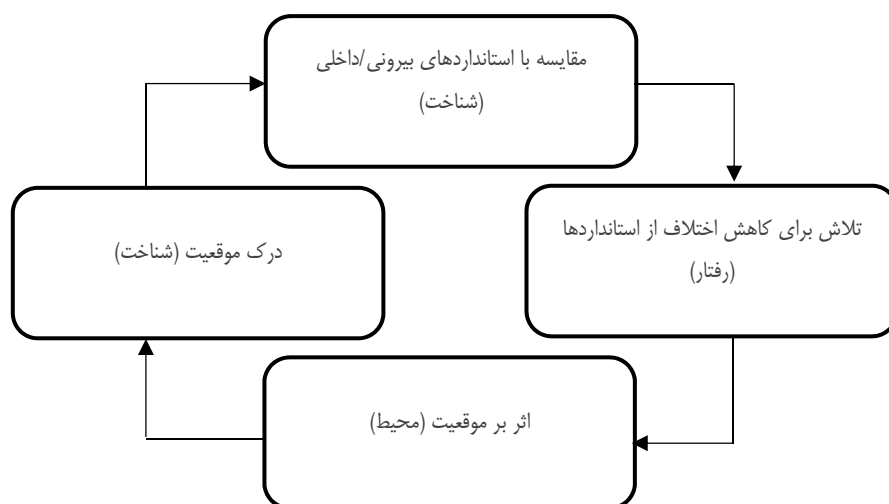 مقایسه با استانداردهای بیرونی/داخلی
(شناخت)
تلاش برای کاهش اختلاف از استانداردها
(رفتار)
درک موقعیت (شناخت)
اثر بر موقعیت (محیط)